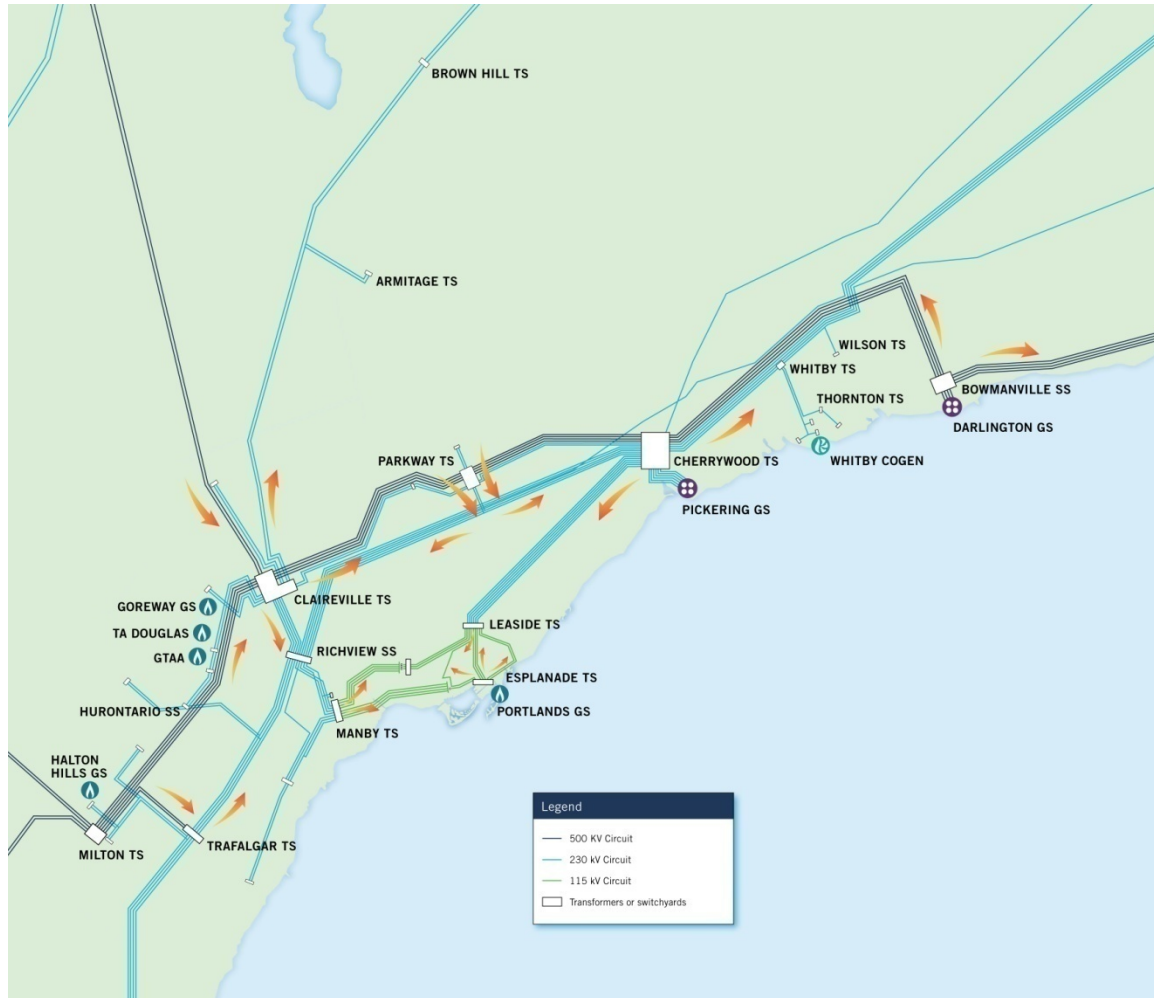 BROWN HILL TS
ARMITAGE TS
WILSON TS
WHITBY TS
THORNTON TS
BOWMANVILLE SS
DARLINGTON GS
WHITBY COGEN
PARKWAY TS
CHERRYWOOD TS
PICKERING GS
CLAIREVILLE TS
GOREWAY GS
TA DOUGLAS
GTAA
LEASIDE TS
RICHVIEW SS
ESPLANADE TS
PORTLANDS GS
HURONTARIO SS
MANBY TS
HALTON
HILLS GS
MILTON TS
TRAFALGAR TS
Legend
500 KV Circuit
230 kV Circuit
115 kV Circuit
Transformers or switchyards